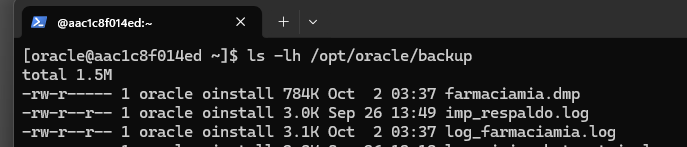 @aac1c8f014ed:~
[oracle@aac1c8f014ed ~]$ ls -lh /opt/oracle/backup
total 1.5M
-rw-r----- 1 oracle oinstall 784K Oct  2 03:37 farmaciamia.dmp
-rw-r--r-- 1 oracle oinstall 3.0K Sep 26 13:49 imp_respaldo.log
-rw-r--r-- 1 oracle oinstall 3.1K Oct  2 03:37 log_farmaciamia.log